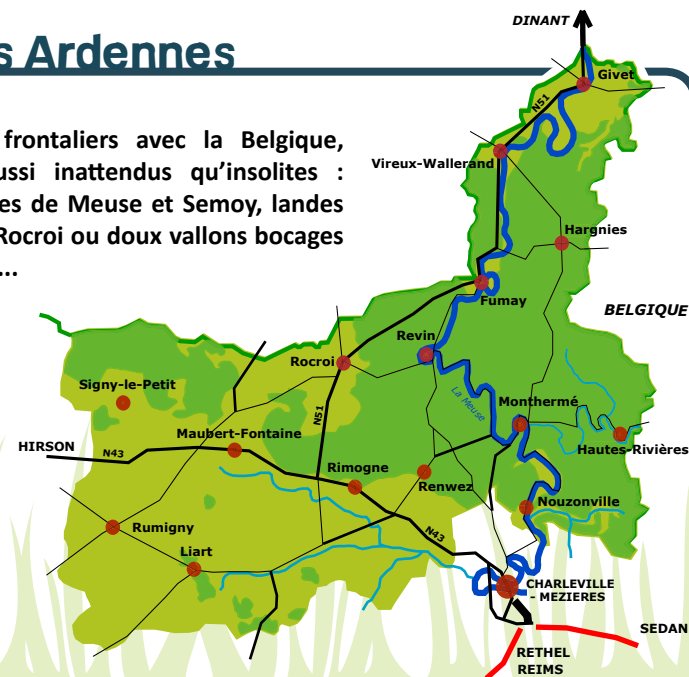 s Ardennes
frontaliers avec la Belgique,
ussi inattendus qu'insolites :
es de Meuse et Semoy, landes
Rocroi ou doux vallons bocages
...
DINANT
Givet
N51
Vireux-Wallerand
Hargnies
Fumay
BELGIQUE
Revin
Rocroi
Signy-le-Petit
La Meuse
Monthermé
N51
Maubert-Fontaine
HIRSON
N43
Hautes-Rivières
Rimogne
Renwez
Nouzonville
Rumigny
N43
Liart
CHARLEVILLE
- MEZIERES
SEDAN
RETHEL
REIMS